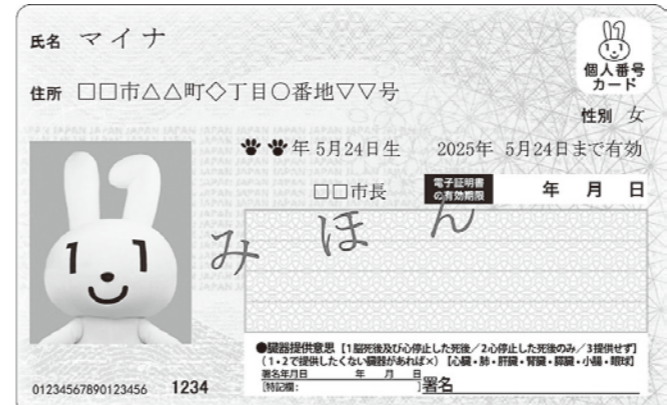 氏名 マイナ
個人番号
カード
住所 □□市△△町◇丁目○番地▽▽号
性別 女
年 5月24日生 2025年 5月24日まで有効
□□市長 電子証明書の有効期限 年 月 日
みほん
●臓器提供意思【1脳死後及び心停止した死後/2心停止した死後のみ/3提供せず】
(1・2で提供したくない臓器があれば×)【心臓・肺・肝臓・腎臓・膵臓・小腸・眼球】
署名年月日 年 月 日
[特記欄: ]署名
01234567890123456 1234